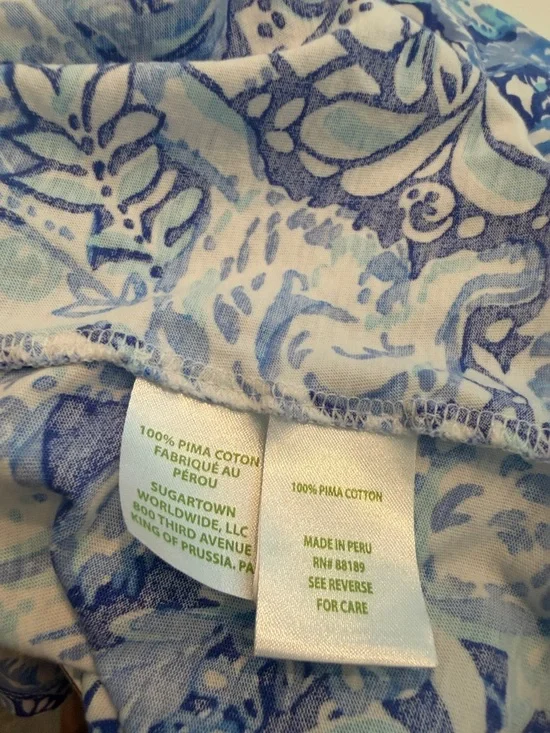 100% PIMA COTON
FABRIQUÉ AU
PÉROU
SUGARTOWN
WORLDWIDE, LLC
800 THIRD AVENUE
KING OF PRUSSIA. PA
100% PIMA COTTON
MADE IN PERU
RN# 88189
SEE REVERSE
FOR CARE